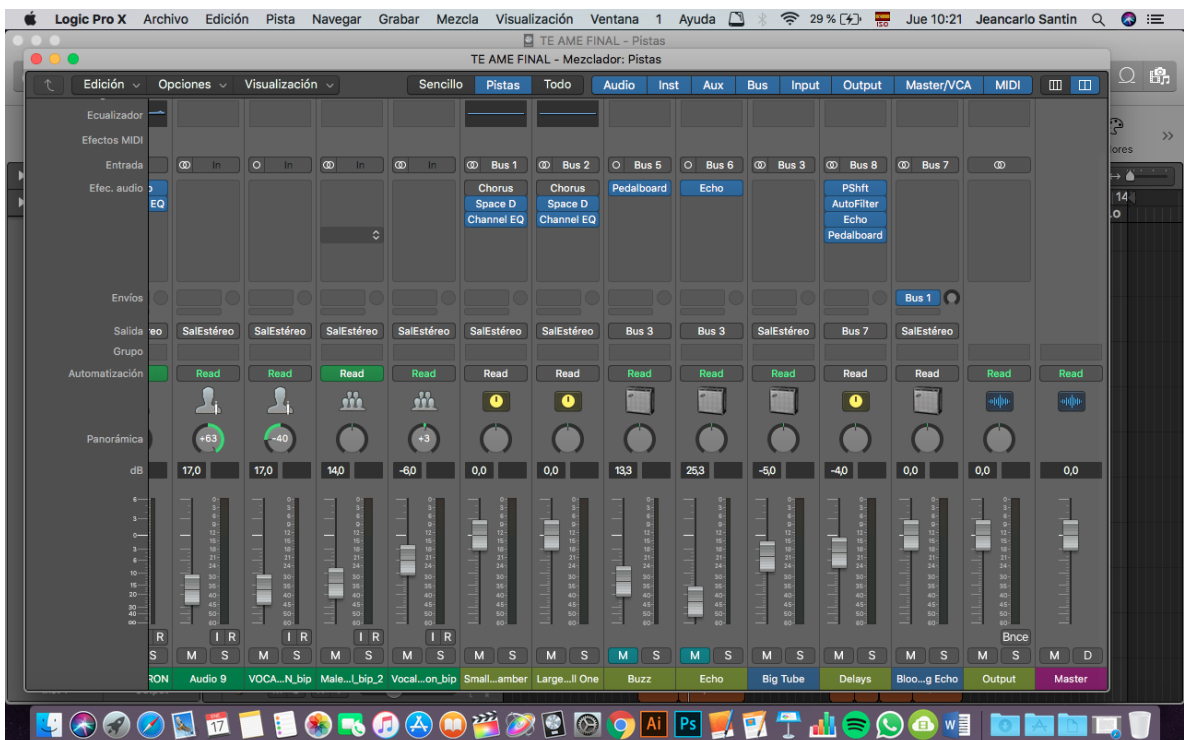 Logic Pro X Archivo Edición Pista Navegar Grabar Mezcla Visualización Ventana 1 Ayuda 29 % ISO Jue 10:21 Jeancarlo Santin
TE AME FINAL - Pistas
TE AME FINAL - Mezclador: Pistas
Edición Opciones Visualización Sencillo Pistas Todo Audio Inst Aux Bus Input Output Master/VCA MIDI
Ecualizador
Efectos MIDI
ores
Entrada In In In In Bus 1 Bus 2 Bus 5 Bus 6 Bus 3 Bus 8 Bus 7
Efec. audio Chorus Chorus Pedalboard Echo PShft
EQ Space D Space D AutoFilter
14
Channel EQ Channel EQ Echo
Pedalboard
Envíos Bus 1
Salida eo SalEstéreo SalEstéreo SalEstéreo SalEstéreo SalEstéreo SalEstéreo Bus 3 Bus 3 SalEstéreo Bus 7 SalEstéreo
Grupo
Automatización Read Read Read Read Read Read Read Read Read Read Read Read Read
Panorámica +63 -40 +3
dB 17,0 17,0 14,0 -6,0 0,0 0,0 13,3 25,3 -5,0 -4,0 0,0 0,0 0,0
R I R I R I R I R Bnce
S M S M S M S M S M S M S M S M S M S M S M S M S M D
RON Audio 9 VOCA...N_bip Male...l_bip_2 Vocal...on_bip Small...amber Large...ll One Buzz Echo Big Tube Delays Bloo...g Echo Output Master
17 Ai Ps W